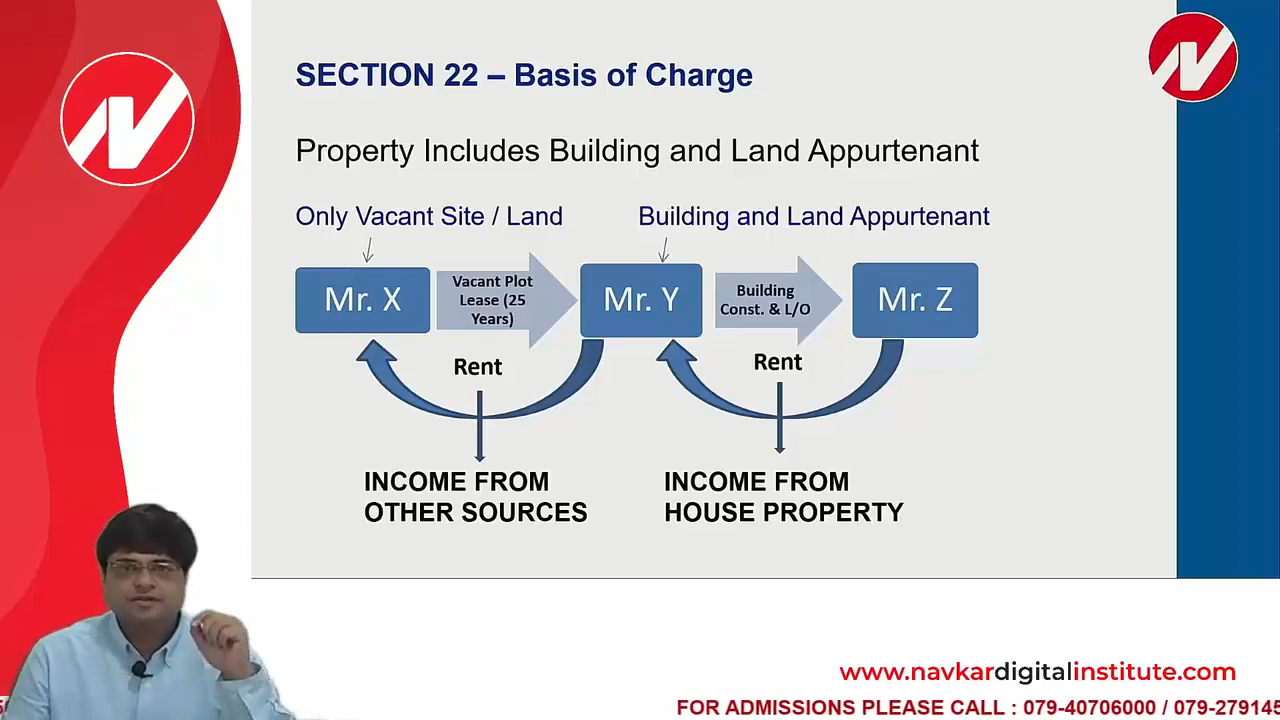 SECTION 22 – Basis of Charge
Property Includes Building and Land Appurtenant
Only Vacant Site / Land
Building and Land Appurtenant
Mr. X
Vacant Plot
Lease (25
Years)
Mr. Y
Building
Const. & L/O
Mr. Z
Rent
Rent
INCOME FROM
OTHER SOURCES
INCOME FROM
HOUSE PROPERTY
www.navkardigitalinstitute.com
FOR ADMISSIONS PLEASE CALL : 079-40706000 / 079-279145